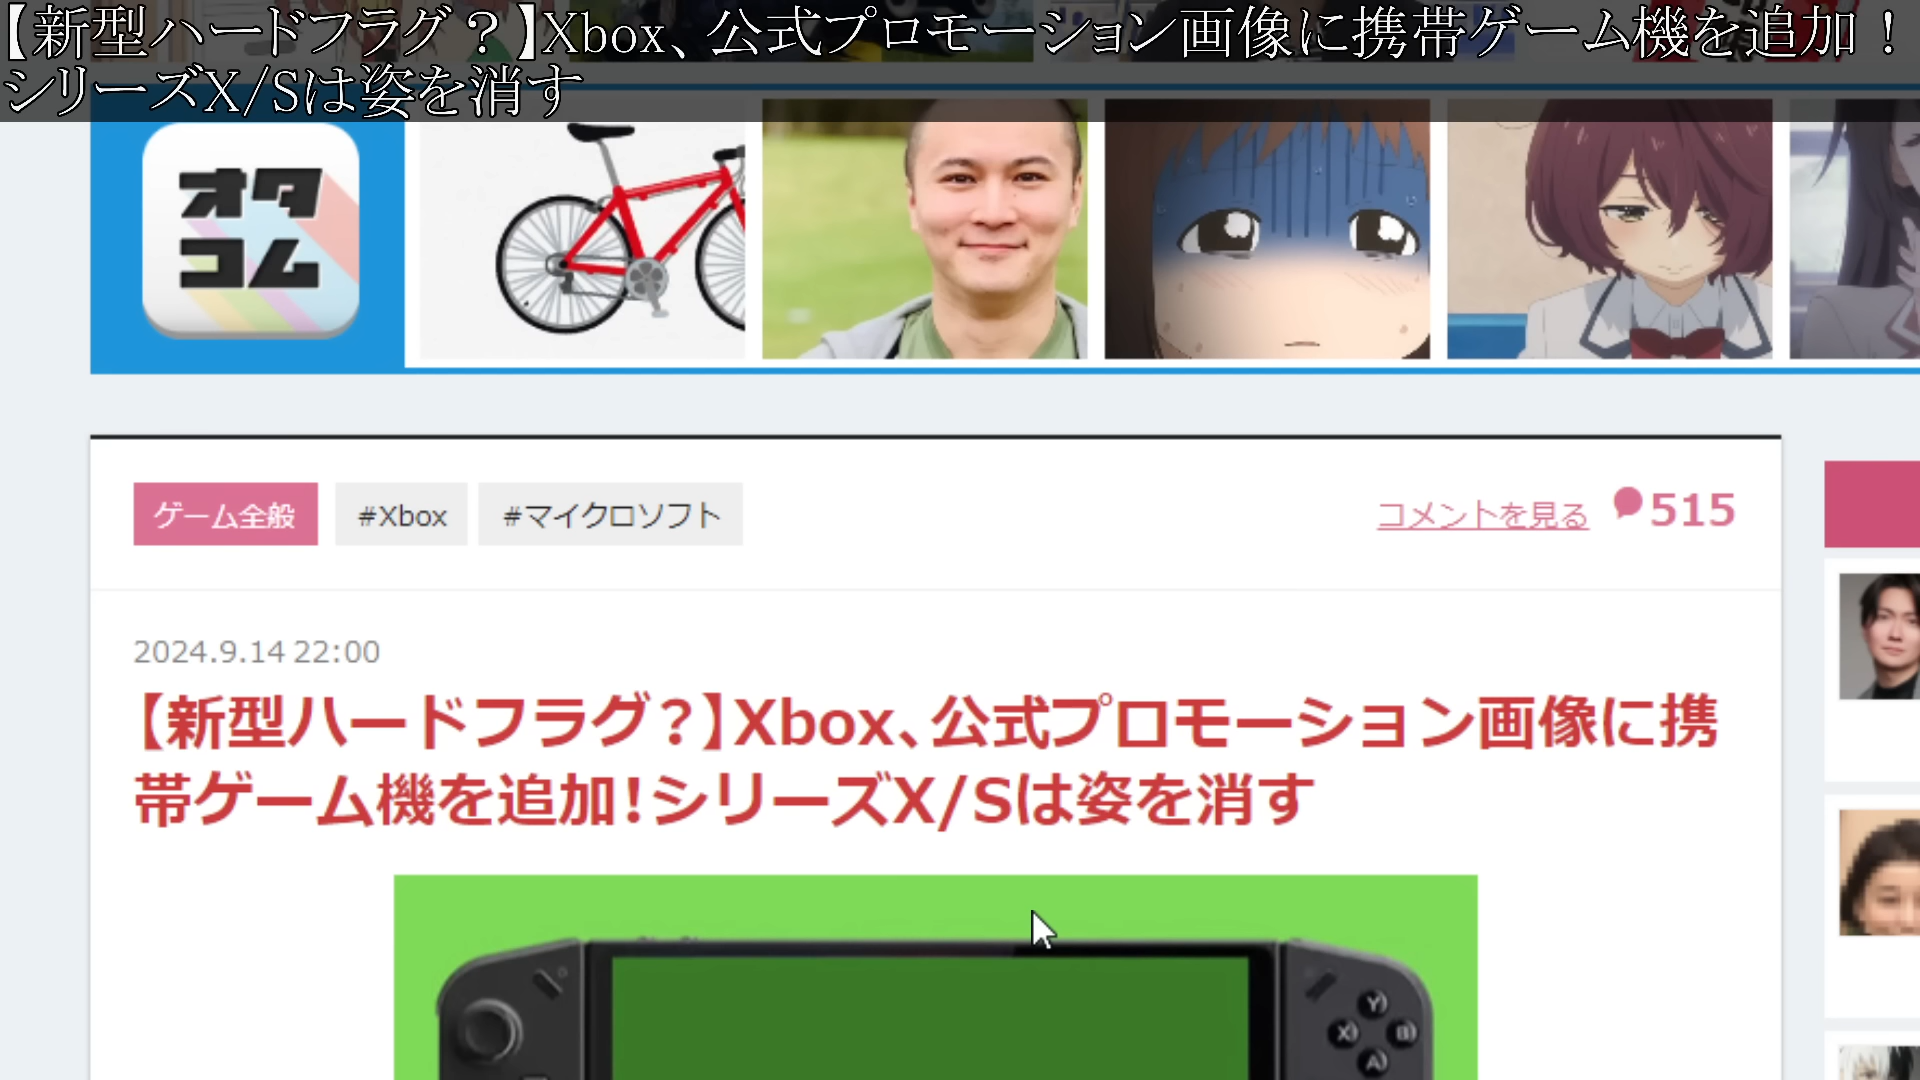 【新型ハードフラグ？】Xbox、公式プロモーション画像に携帯ゲーム機を追加！
シリーズX/Sは姿を消す
オタ
コム
ゲーム全般 #Xbox #マイクロソフト コメントを見る 515
2024.9.14 22:00
【新型ハードフラグ？】Xbox、公式プロモーション画像に携
帯ゲーム機を追加！シリーズX/Sは姿を消す
Y
X B
A